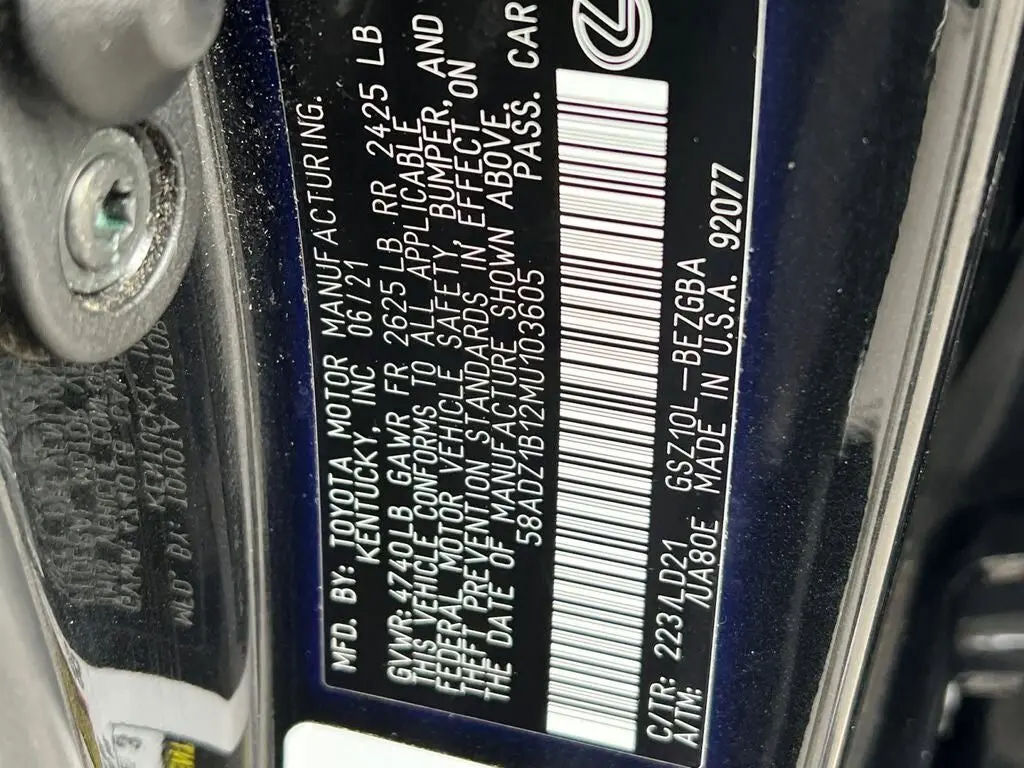 MFD. BY: TOYOTA MOTOR MANUFACTURING.
KENTUCKY, INC 06/21
GVWR: 4740LB GAWR FR 2625LB RR 2425 LB
THIS VEHICLE CONFORMS TO ALL APPLICABLE
FEDERAL MOTOR VEHICLE SAFETY, BUMPER, AND
THEFT PREVENTION STANDARDS IN EFFECT ON
THE DATE OF MANUFACTURE SHOWN ABOVE.
58ADZ1B12MU103605 PASS. CAR
C/TR: 223/LD21 GSZ10L-BEZGBA
A/TM: /UA80E MADE IN U.S.A. 92077